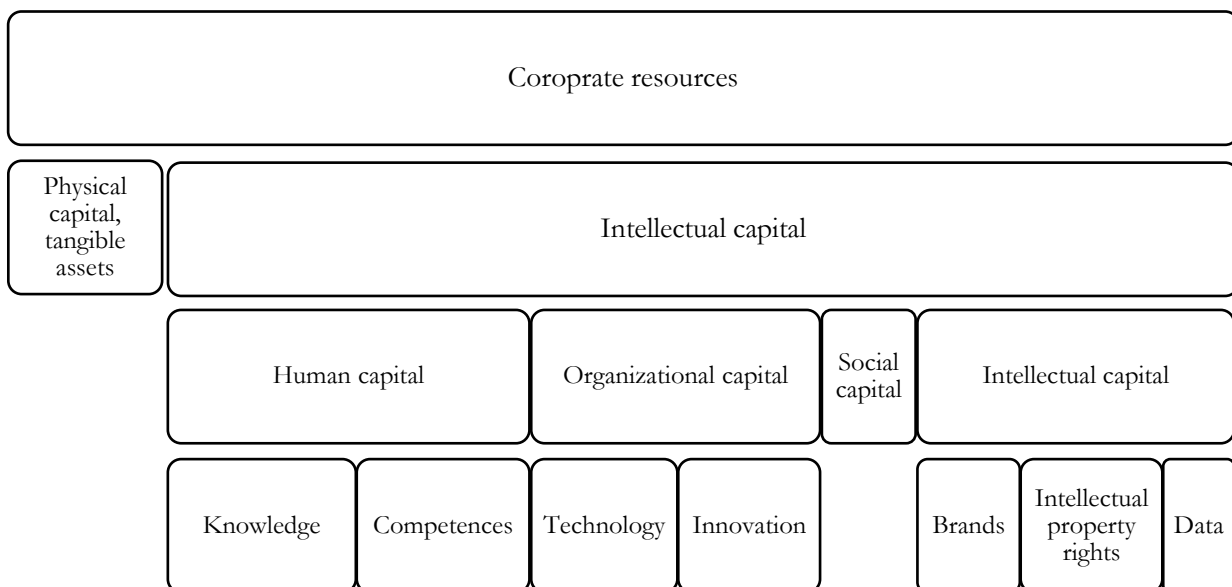 Coroprate resources
Physical
capital,
tangible
assets
Intellectual capital
Human capital
Organizational capital
Social
capital
Intellectual capital
Knowledge
Competences
Technology
Innovation
Brands
Intellectual
property
rights
Data